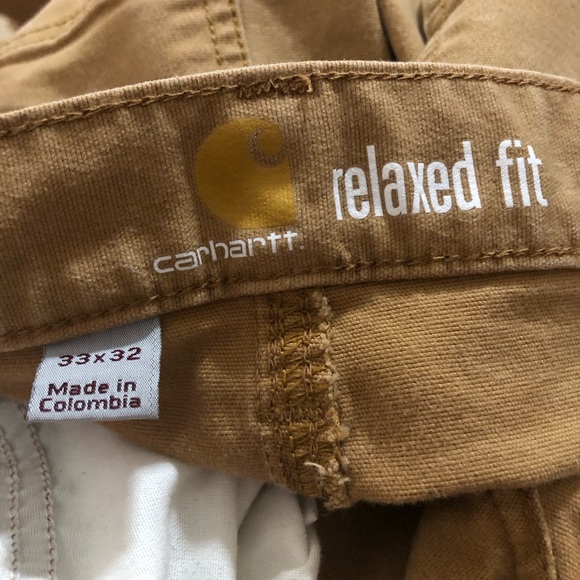 carhartt
relaxed fit
33x32
Made in
Colombia